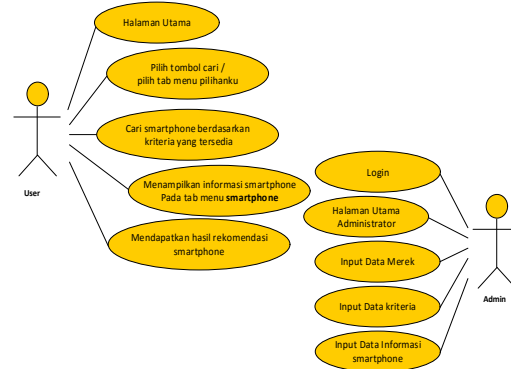 Halaman Utama
Pilih tombol cari /
pilih tab menu pilihanku
Cari smartphone berdasarkan
kriteria yang tersedia
User
Menampilkan informasi smartphone
Pada tab menu smartphone
Mendapatkan hasil rekomendasi
smartphone
Login
Halaman Utama
Administrator
Input Data Merek
Input Data kriteria
Input Data Informasi
smartphone
Admin